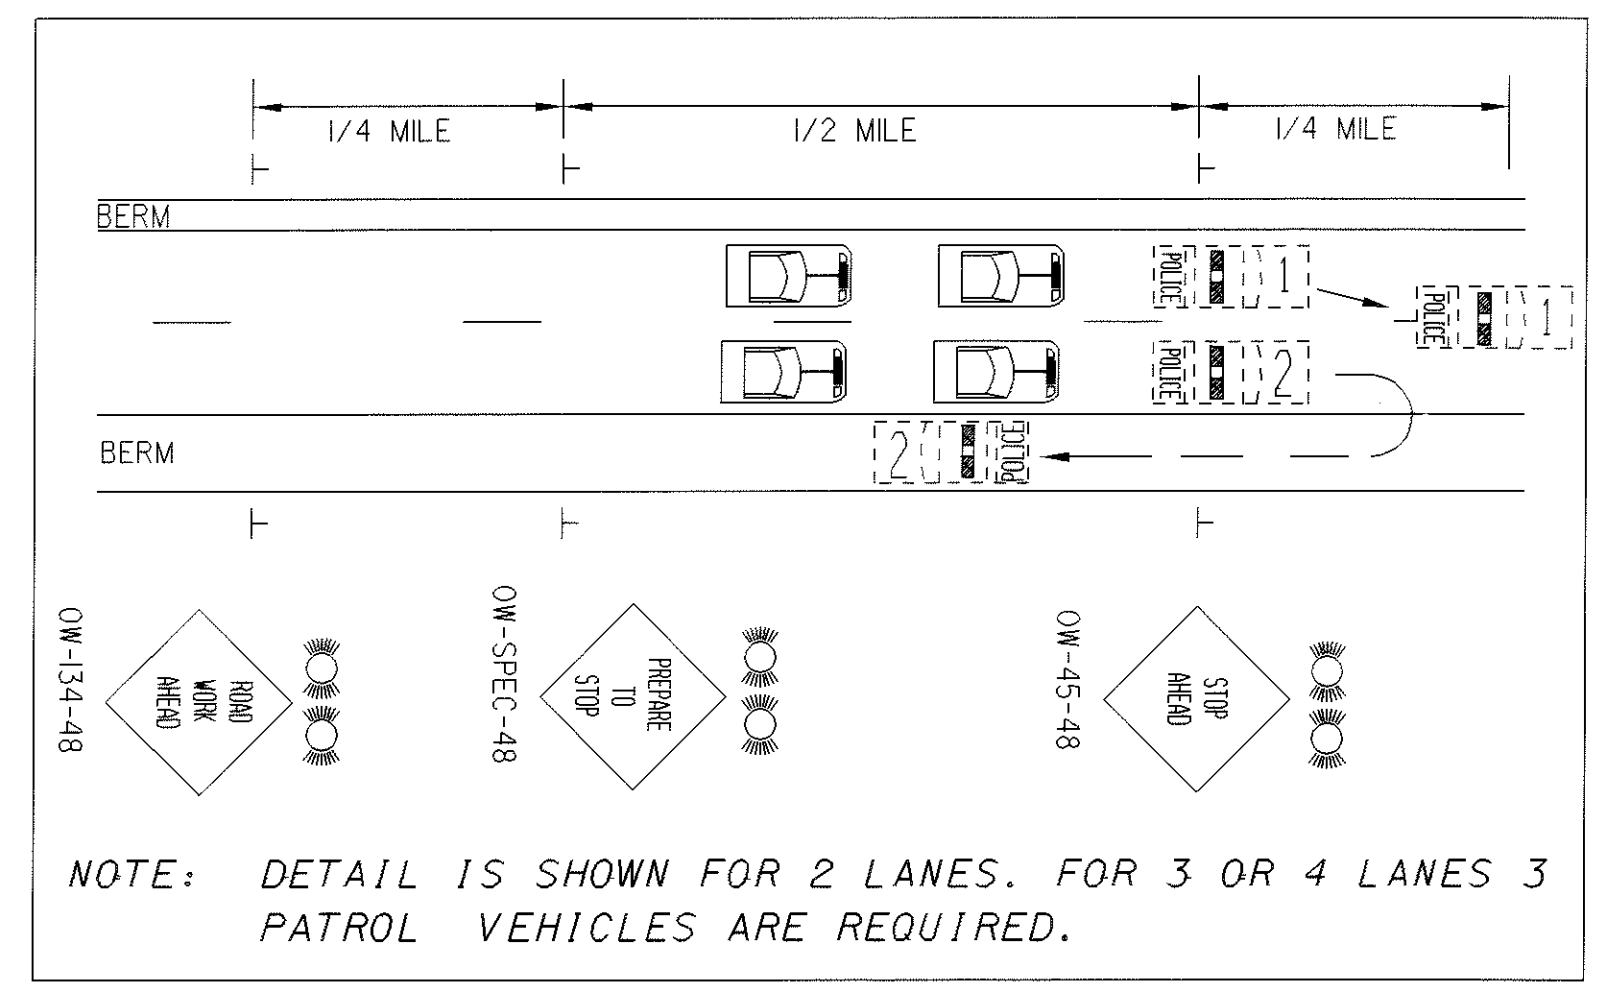 1/4 MILE
1/2 MILE
1/4 MILE
BERM
POLICE
1
POLICE
1
POLICE
2
BERM
2
POLICE
OW-134-48
ROAD
WORK
AHEAD
OW-SPEC-48
PREPARE
TO
STOP
OW-45-48
STOP
AHEAD
NOTE: DETAIL IS SHOWN FOR 2 LANES. FOR 3 OR 4 LANES 3
PATROL VEHICLES ARE REQUIRED.